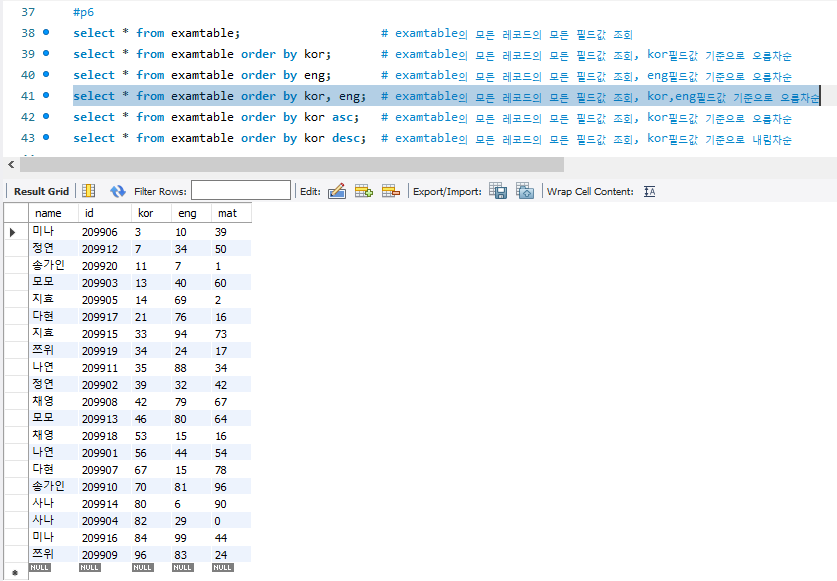 37 #p6
38 select * from examtable; # examtable의 모든 레코드의 모든 필드값 조회
39 select * from examtable order by kor; # examtable의 모든 레코드의 모든 필드값 조회, kor필드값 기준으로 오름차순
40 select * from examtable order by eng; # examtable의 모든 레코드의 모든 필드값 조회, eng필드값 기준으로 오름차순
41 select * from examtable order by kor, eng; # examtable의 모든 레코드의 모든 필드값 조회, kor,eng필드값 기준으로 오름차순
42 select * from examtable order by kor asc; # examtable의 모든 레코드의 모든 필드값 조회, kor필드값 기준으로 오름차순
43 select * from examtable order by kor desc; # examtable의 모든 레코드의 모든 필드값 조회, kor필드값 기준으로 내림차순
Result Grid Filter Rows: Edit: Export/Import: Wrap Cell Content:
name id kor eng mat
미나 209906 3 10 39
정연 209912 7 34 50
송가인 209920 11 7 1
모모 209903 13 40 60
지효 209905 14 69 2
다현 209917 21 76 16
지효 209915 33 94 73
쯔위 209919 34 24 17
나연 209911 35 88 34
정연 209902 39 32 42
채영 209908 42 79 67
모모 209913 46 80 64
채영 209918 53 15 16
나연 209901 56 44 54
다현 209907 67 15 78
송가인 209910 70 81 96
사나 209914 80 6 90
사나 209904 82 29 0
미나 209916 84 99 44
쯔위 209909 96 83 24
NULL NULL NULL NULL NULL